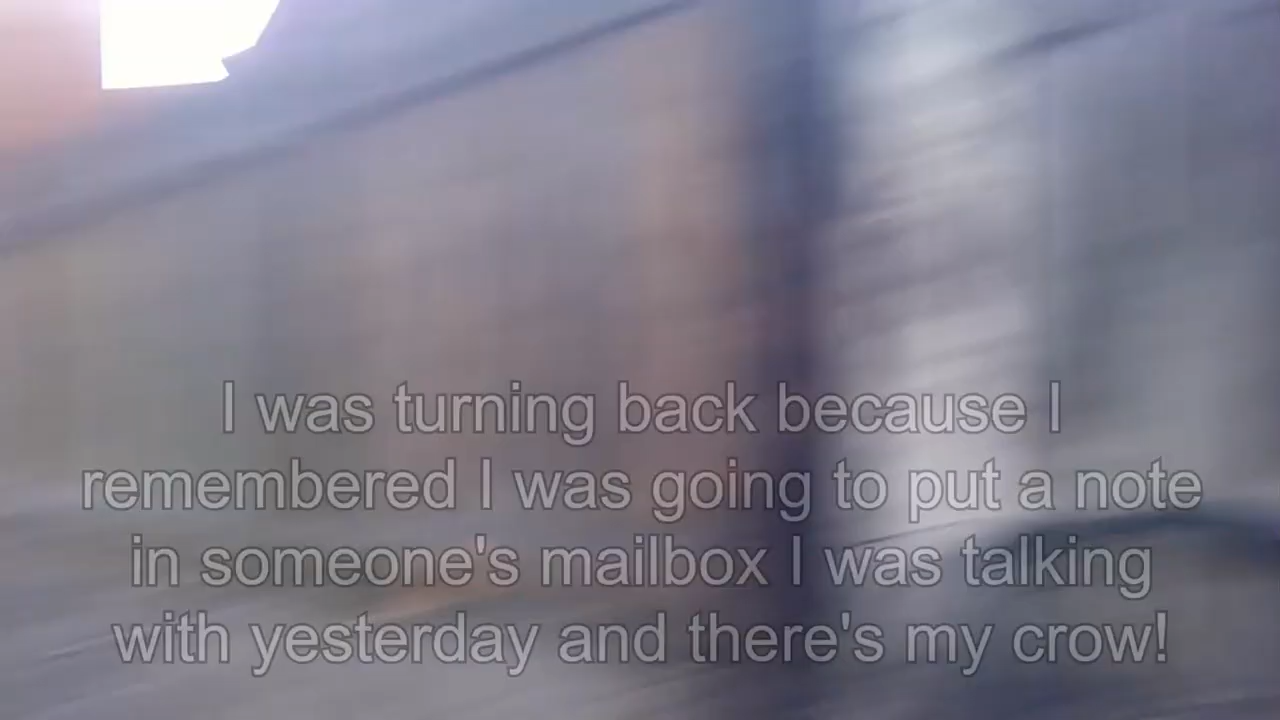 I was turning back because I
remembered I was going to put a note
in someone's mailbox I was talking
with yesterday and there's my crow!